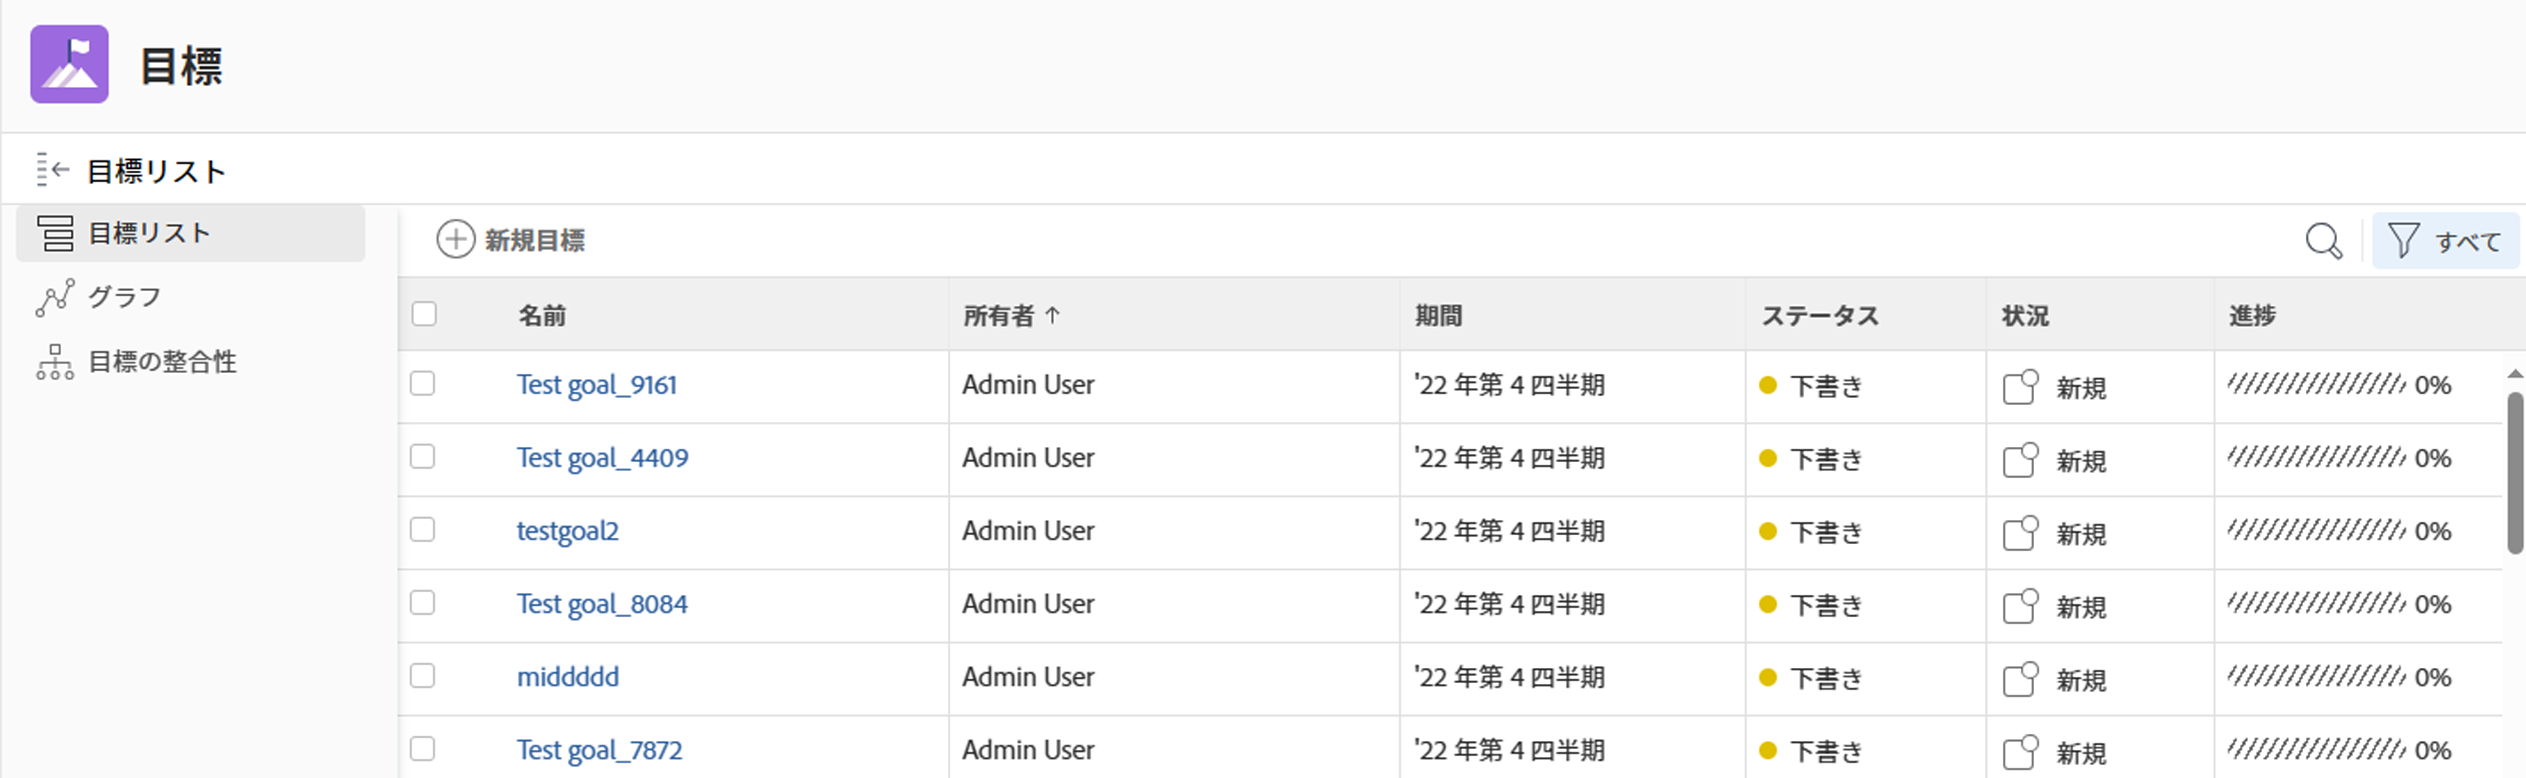 目標
目標リスト
目標リスト
グラフ
目標の整合性
新規目標
すべて
名前 所有者 ↑ 期間 ステータス 状況 進捗
Test goal_9161 Admin User '22 年第 4 四半期 下書き 新規 0%
Test goal_4409 Admin User '22 年第 4 四半期 下書き 新規 0%
testgoal2 Admin User '22 年第 4 四半期 下書き 新規 0%
Test goal_8084 Admin User '22 年第 4 四半期 下書き 新規 0%
middddd Admin User '22 年第 4 四半期 下書き 新規 0%
Test goal_7872 Admin User '22 年第 4 四半期 下書き 新規 0%